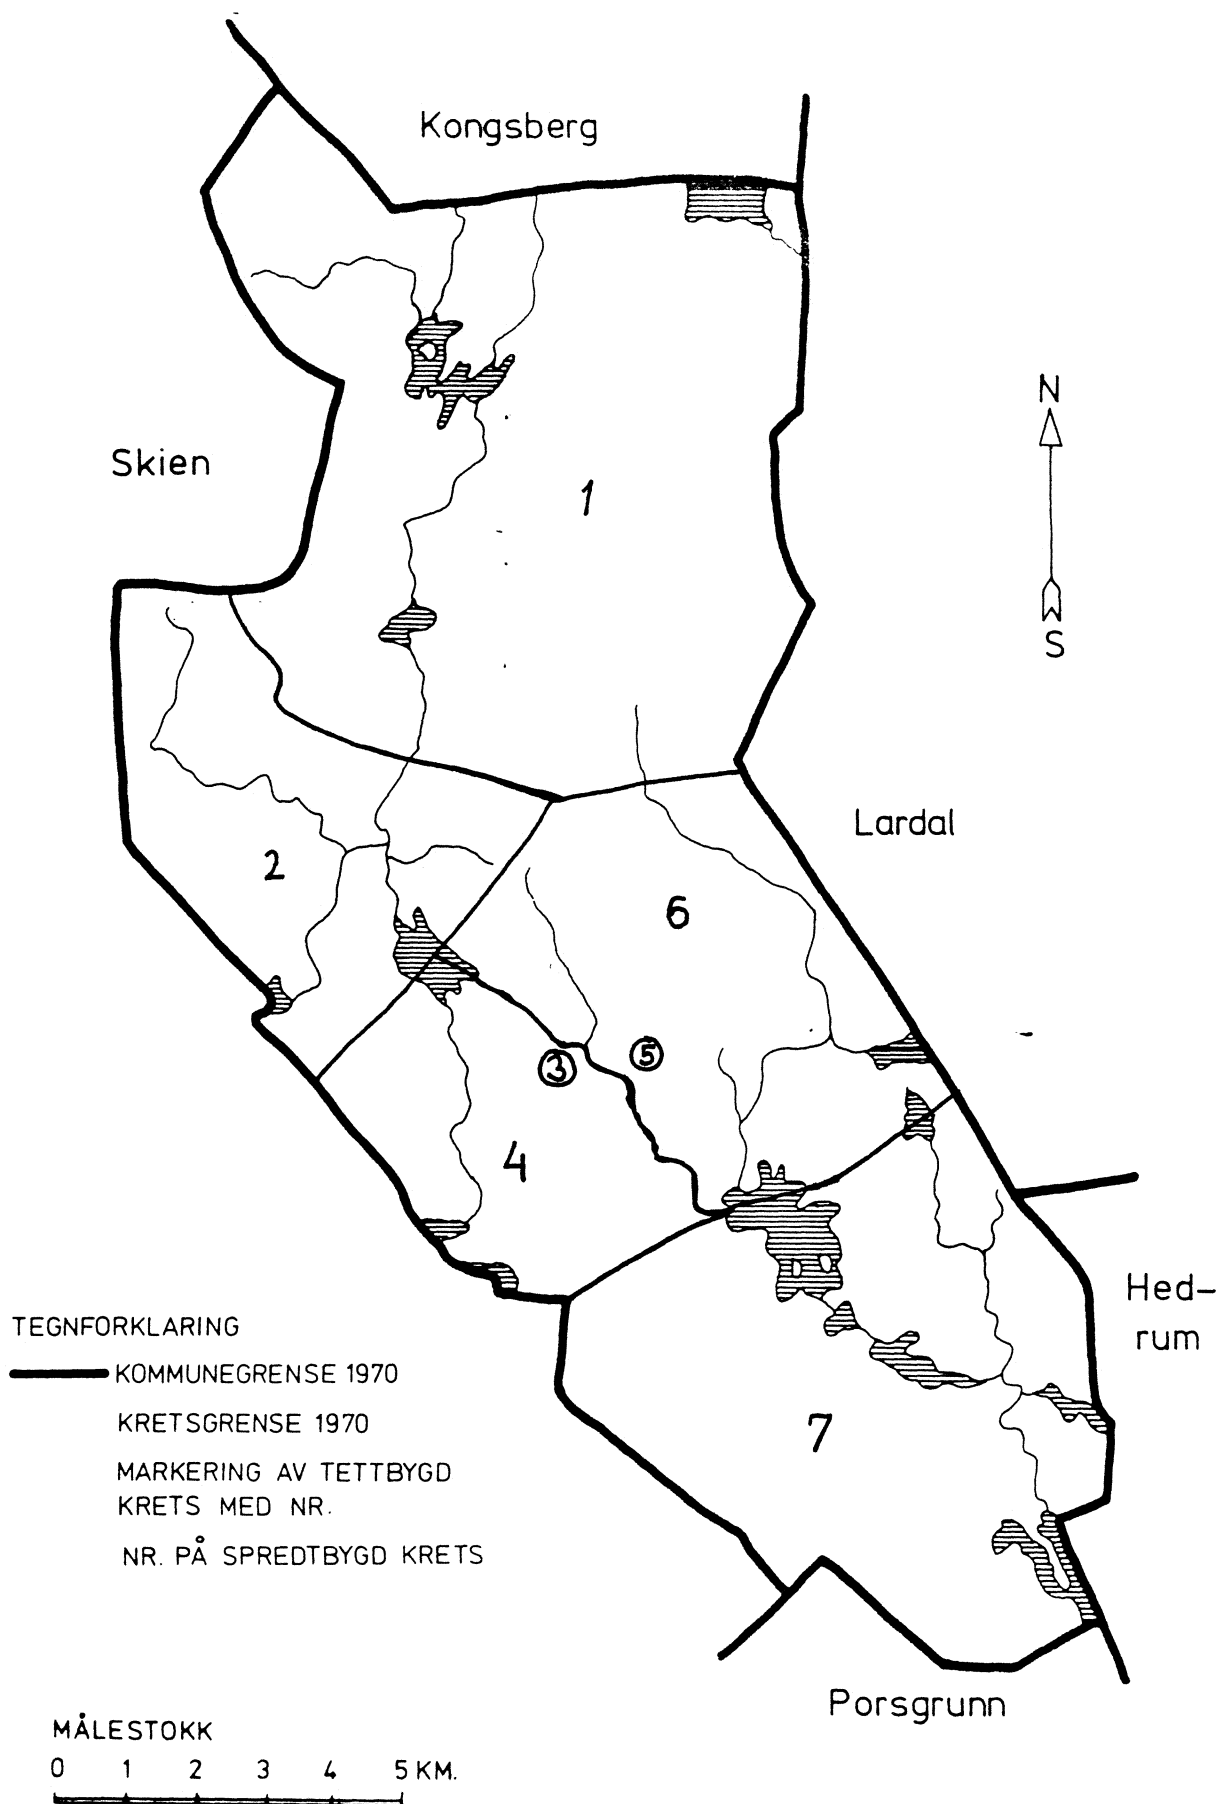 Kongsberg
N
Skien
1
S
Lardal
2
6
3
5
4
Hed-
rum
TEGNFORKLARING
KOMMUNEGRENSE 1970
KRETSGRENSE 1970
7
MARKERING AV TETTBYGD
KRETS MED NR.
NR. PÅ SPREDTBYGD KRETS
Porsgrunn
MÅLESTOKK
0 1 2 3 4 5 KM.